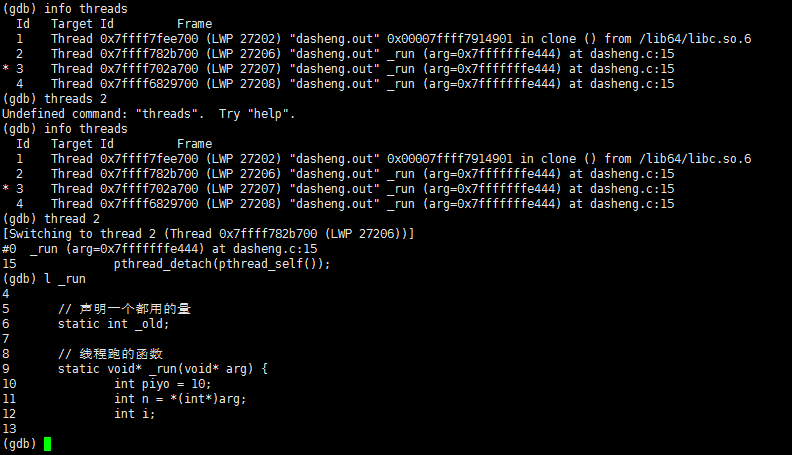 (gdb) info threads
  Id   Target Id         Frame
  1    Thread 0x7ffff7fee700 (LWP 27202) "dasheng.out" 0x00007ffff7914901 in clone () from /lib64/libc.so.6
  2    Thread 0x7ffff782b700 (LWP 27206) "dasheng.out" _run (arg=0x7fffffffe444) at dasheng.c:15
* 3    Thread 0x7ffff702a700 (LWP 27207) "dasheng.out" _run (arg=0x7fffffffe444) at dasheng.c:15
  4    Thread 0x7ffff6829700 (LWP 27208) "dasheng.out" _run (arg=0x7fffffffe444) at dasheng.c:15
(gdb) threads 2
Undefined command: "threads".  Try "help".
(gdb) info threads
  Id   Target Id         Frame
  1    Thread 0x7ffff7fee700 (LWP 27202) "dasheng.out" 0x00007ffff7914901 in clone () from /lib64/libc.so.6
  2    Thread 0x7ffff782b700 (LWP 27206) "dasheng.out" _run (arg=0x7fffffffe444) at dasheng.c:15
* 3    Thread 0x7ffff702a700 (LWP 27207) "dasheng.out" _run (arg=0x7fffffffe444) at dasheng.c:15
  4    Thread 0x7ffff6829700 (LWP 27208) "dasheng.out" _run (arg=0x7fffffffe444) at dasheng.c:15
(gdb) thread 2
[Switching to thread 2 (Thread 0x7ffff782b700 (LWP 27206))]
#0  _run (arg=0x7fffffffe444) at dasheng.c:15
15              pthread_detach(pthread_self());
(gdb) l _run
4
5       // 声明一个都用的量
6       static int _old;
7
8       // 线程跑的函数
9       static void* _run(void* arg) {
10              int piyo = 10;
11              int n = *(int*)arg;
12              int i;
13
(gdb)